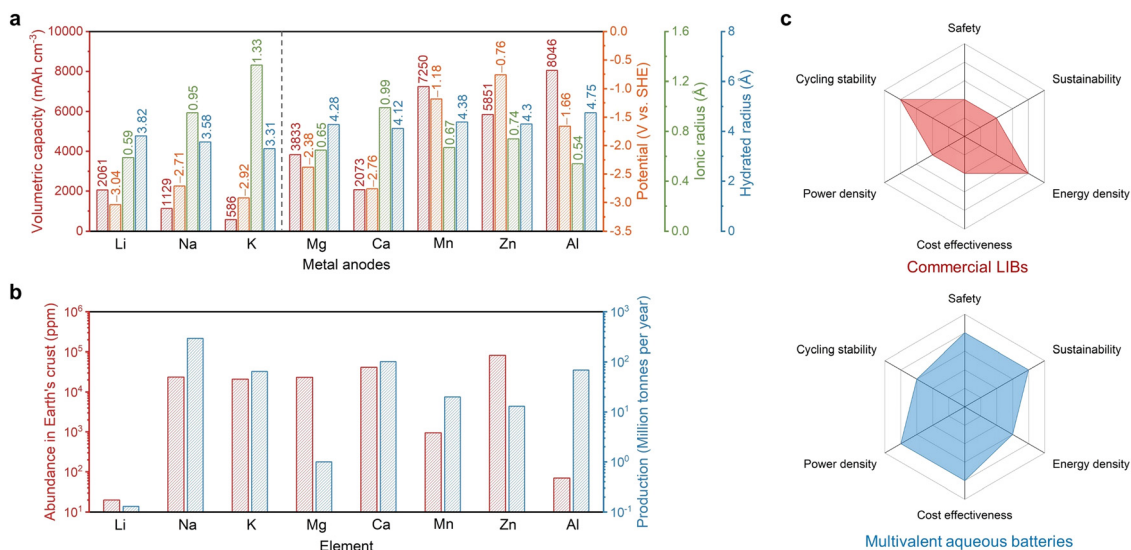 a
Volumetric capacity (mAh cm⁻³)
10000
8000
6000
4000
2000
0
2061
−3.04
0.59
3.82
1129
−2.71
0.95
3.58
586
−2.92
1.33
3.31
3833
−2.38
0.65
4.28
2073
−2.76
0.99
4.12
7250
−1.18
0.67
4.38
5851
−0.76
0.74
4.3
8046
−1.66
0.54
4.75
0.0
-0.5
-1.0
-1.5
-2.0
-2.5
-3.0
-3.5
Potential (V vs. SHE)
1.6
1.2
0.8
0.4
0.0
Ionic radius (Å)
8
6
4
2
0
Hydrated radius (Å)
Li Na K Mg Ca Mn Zn Al
Metal anodes
b
Abundance in Earth's crust (ppm)
10⁶
10⁵
10⁴
10³
10²
10¹
10³
10²
10¹
10⁰
10⁻¹
Production (Million tonnes per year)
Li Na K Mg Ca Mn Zn Al
Element
c
Safety
Cycling stability
Sustainability
Power density
Energy density
Cost effectiveness
Commercial LIBs
Safety
Cycling stability
Sustainability
Power density
Energy density
Cost effectiveness
Multivalent aqueous batteries